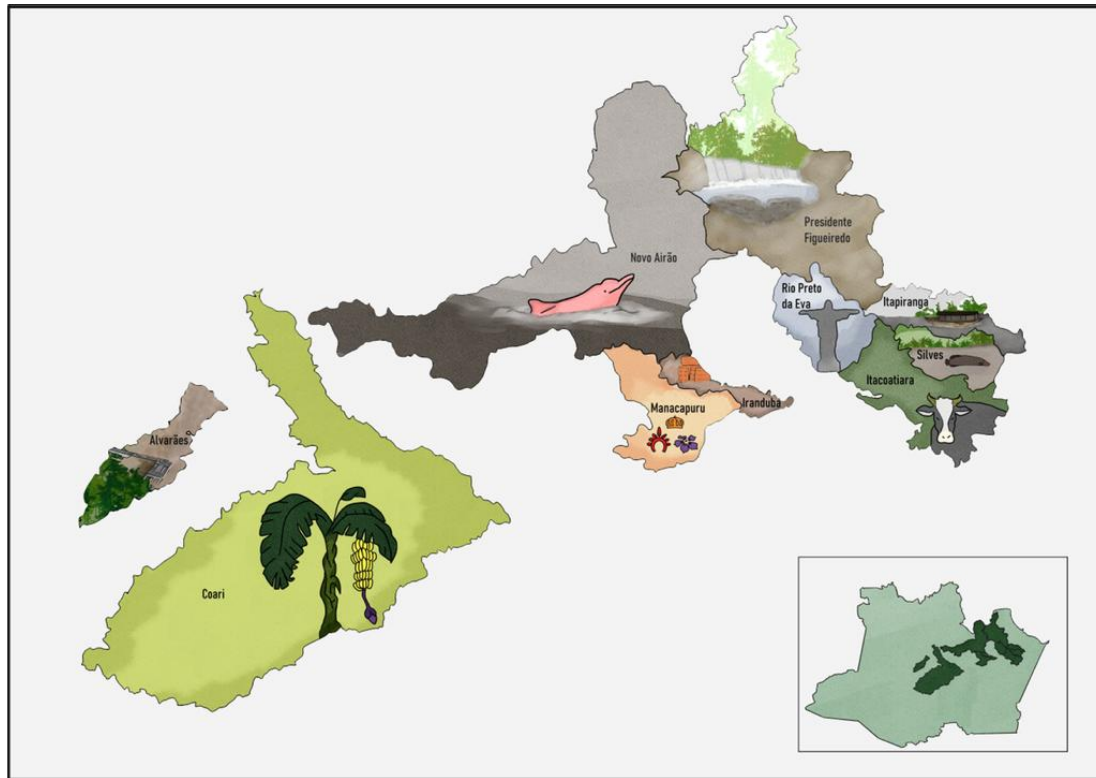 Presidente
Figueiredo
Novo Airão
Rio Preto
da Eva
Itapiranga
Silves
Itacoatiara
Iranduba
Manacapuru
Alvarães
Coari